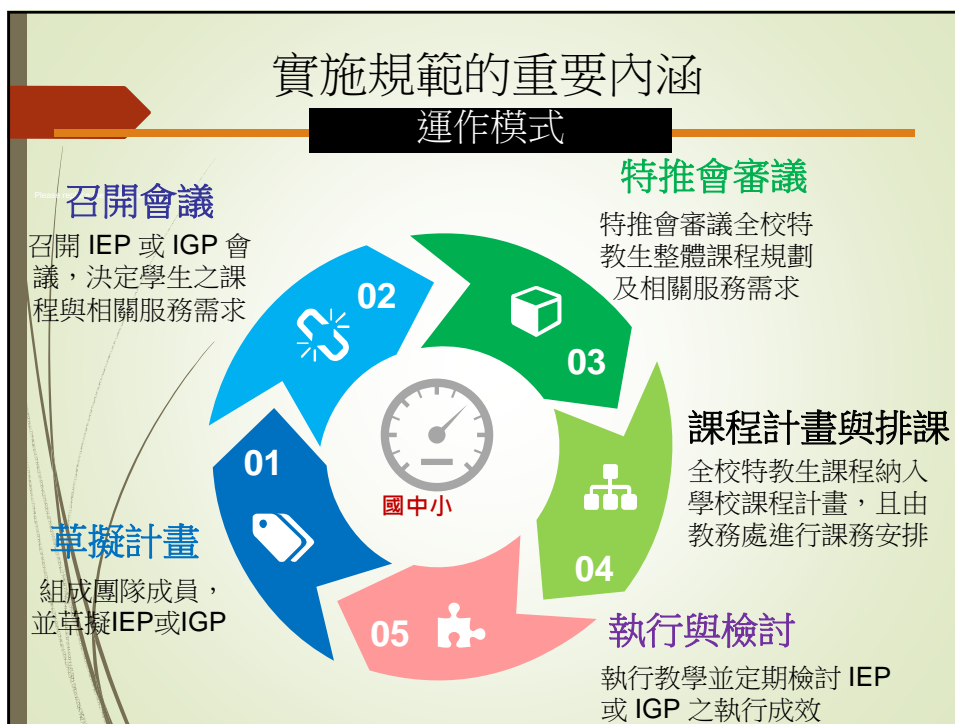 實施規範的重要內涵
運作模式
召開會議
召開 IEP 或 IGP 會
議，決定學生之課
程與相關服務需求
特推會審議
特推會審議全校特
教生整體課程規劃
及相關服務需求
02
03
01
04
05
國中小
課程計畫與排課
全校特教生課程納入
學校課程計畫，且由
教務處進行課務安排
草擬計畫
組成團隊成員，
並草擬IEP或IGP
執行與檢討
執行教學並定期檢討 IEP
或 IGP 之執行成效